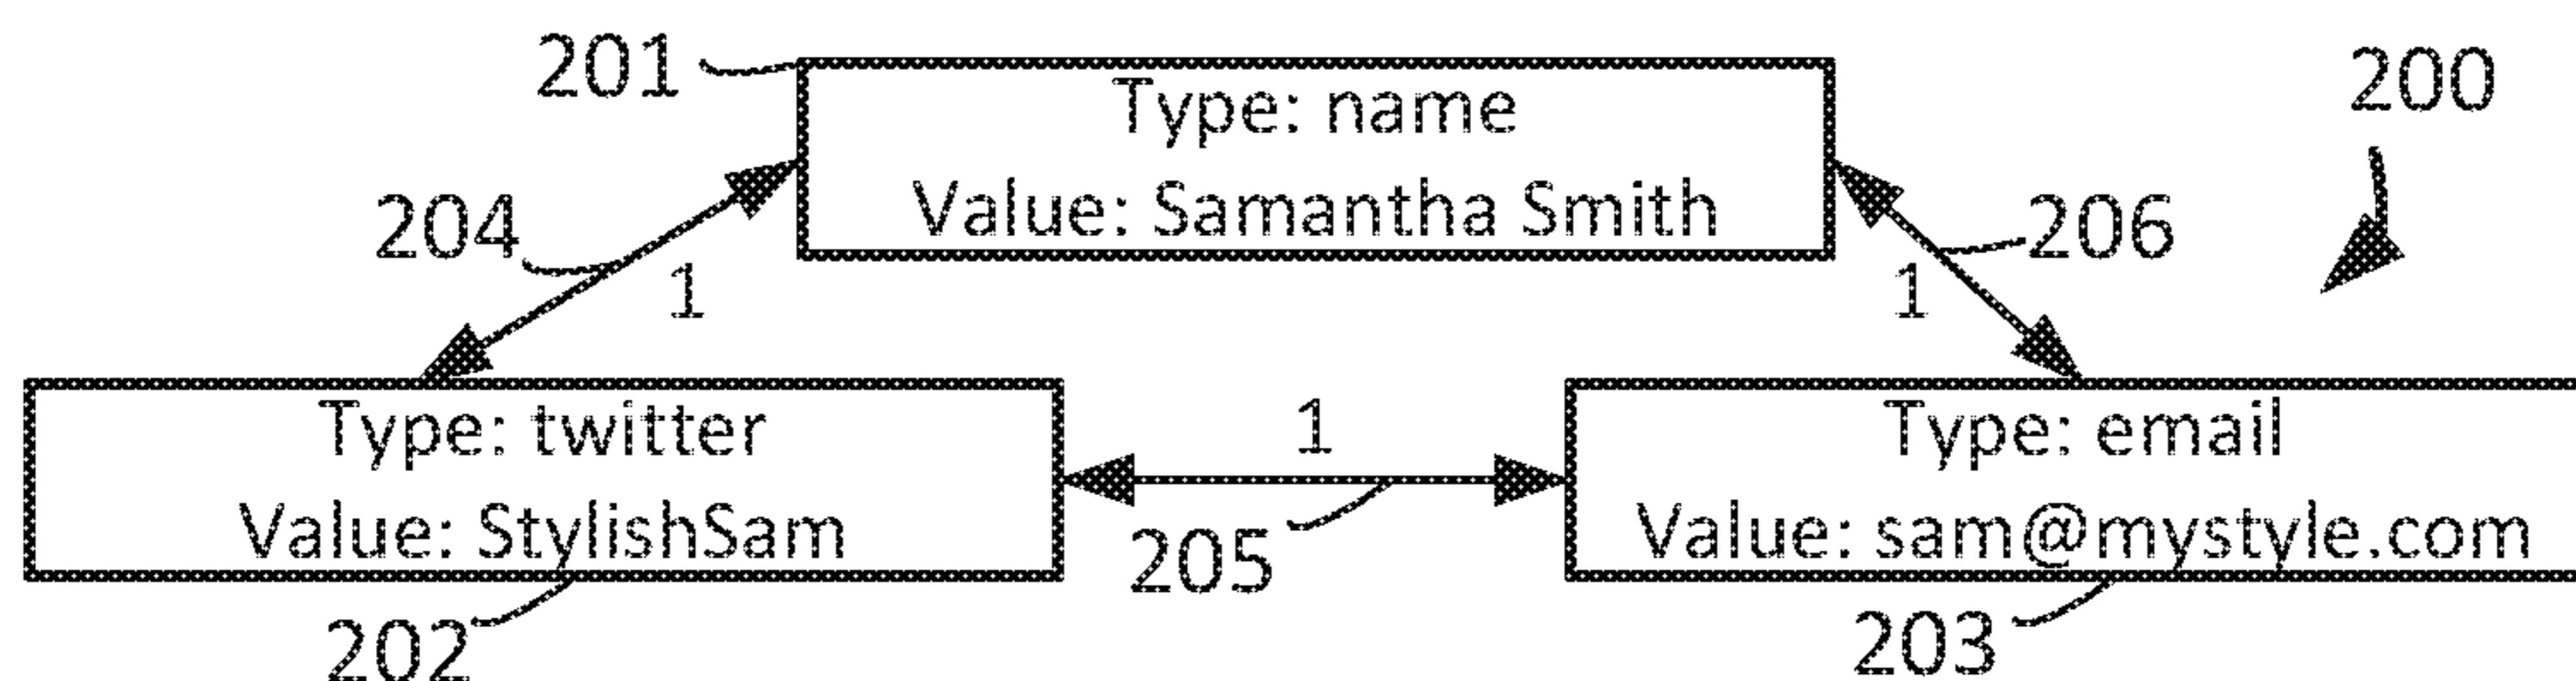 201
Type: name
Value: Samantha Smith
200
204
1
206
1
Type: twitter
Value: StylishSam
1
205
Type: email
Value: sam@mystyle.com
202
203